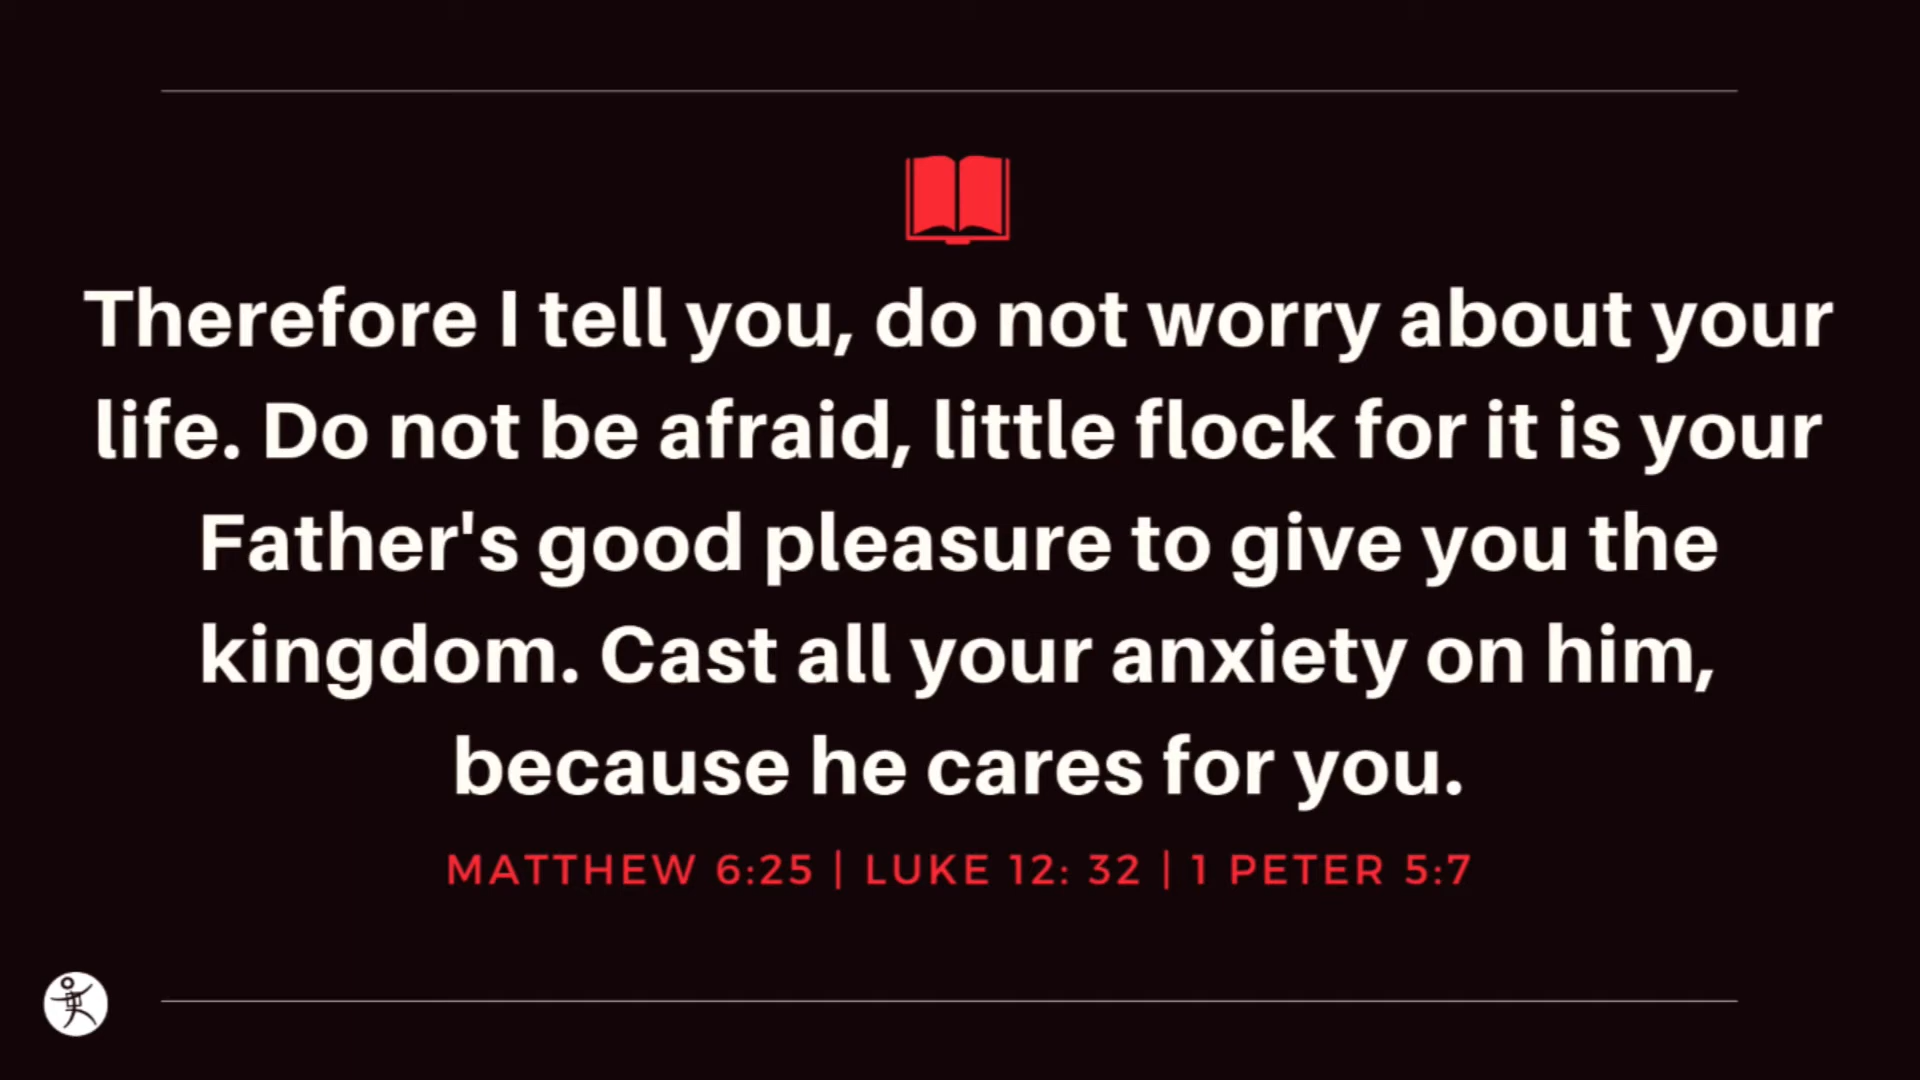 Therefore I tell you, do not worry about your
life. Do not be afraid, little flock for it is your
Father's good pleasure to give you the
kingdom. Cast all your anxiety on him,
because he cares for you.
MATTHEW 6:25 | LUKE 12: 32 | 1 PETER 5:7